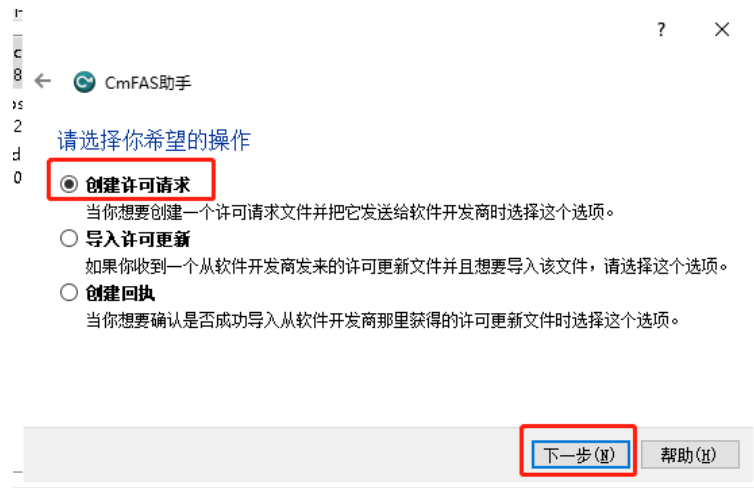 CmFAS助手
请选择你希望的操作
创建许可请求
当你想要创建一个许可请求文件并把它发送给软件开发商时选择这个选项。
导入许可更新
如果你收到一个从软件开发商发来的许可更新文件并且想要导入该文件，请选择这个选项。
创建回执
当你想要确认是否成功导入从软件开发商那里获得的许可更新文件时选择这个选项。
下一步(N)
帮助(H)